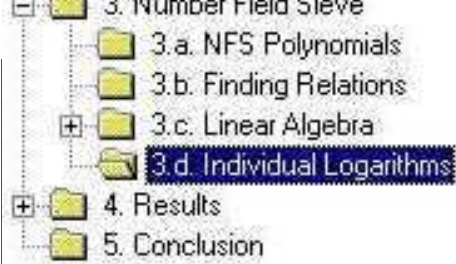 3. Number Field Sieve
3.a. NFS Polynomials
3.b. Finding Relations
3.c. Linear Algebra
3.d. Individual Logarithms
4. Results
5. Conclusion